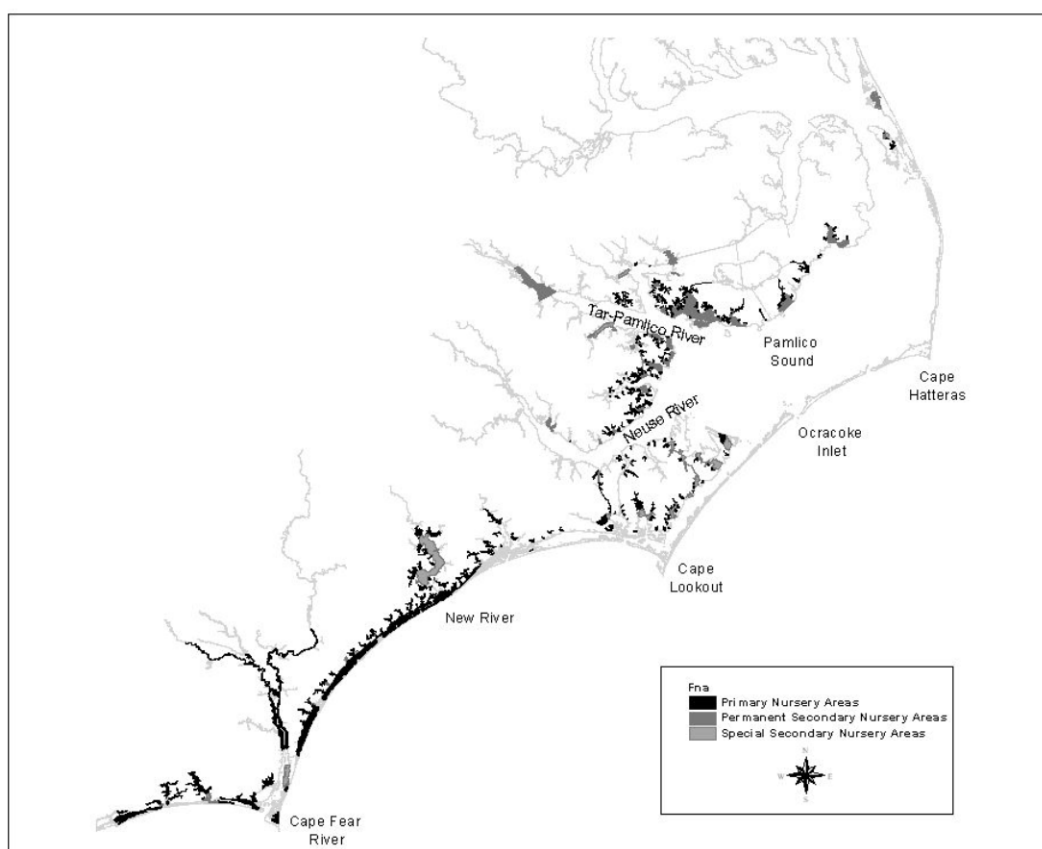 Tar-Pamlico River
Pamlico
Sound
Cape
Hatteras
Neuse River
Ocracoke
Inlet
Cape
Lookout
New River
Fna
Primary Nursery Areas
Permanent Secondary Nursery Areas
Special Secondary Nursery Areas
N
W
E
S
Cape Fear
River